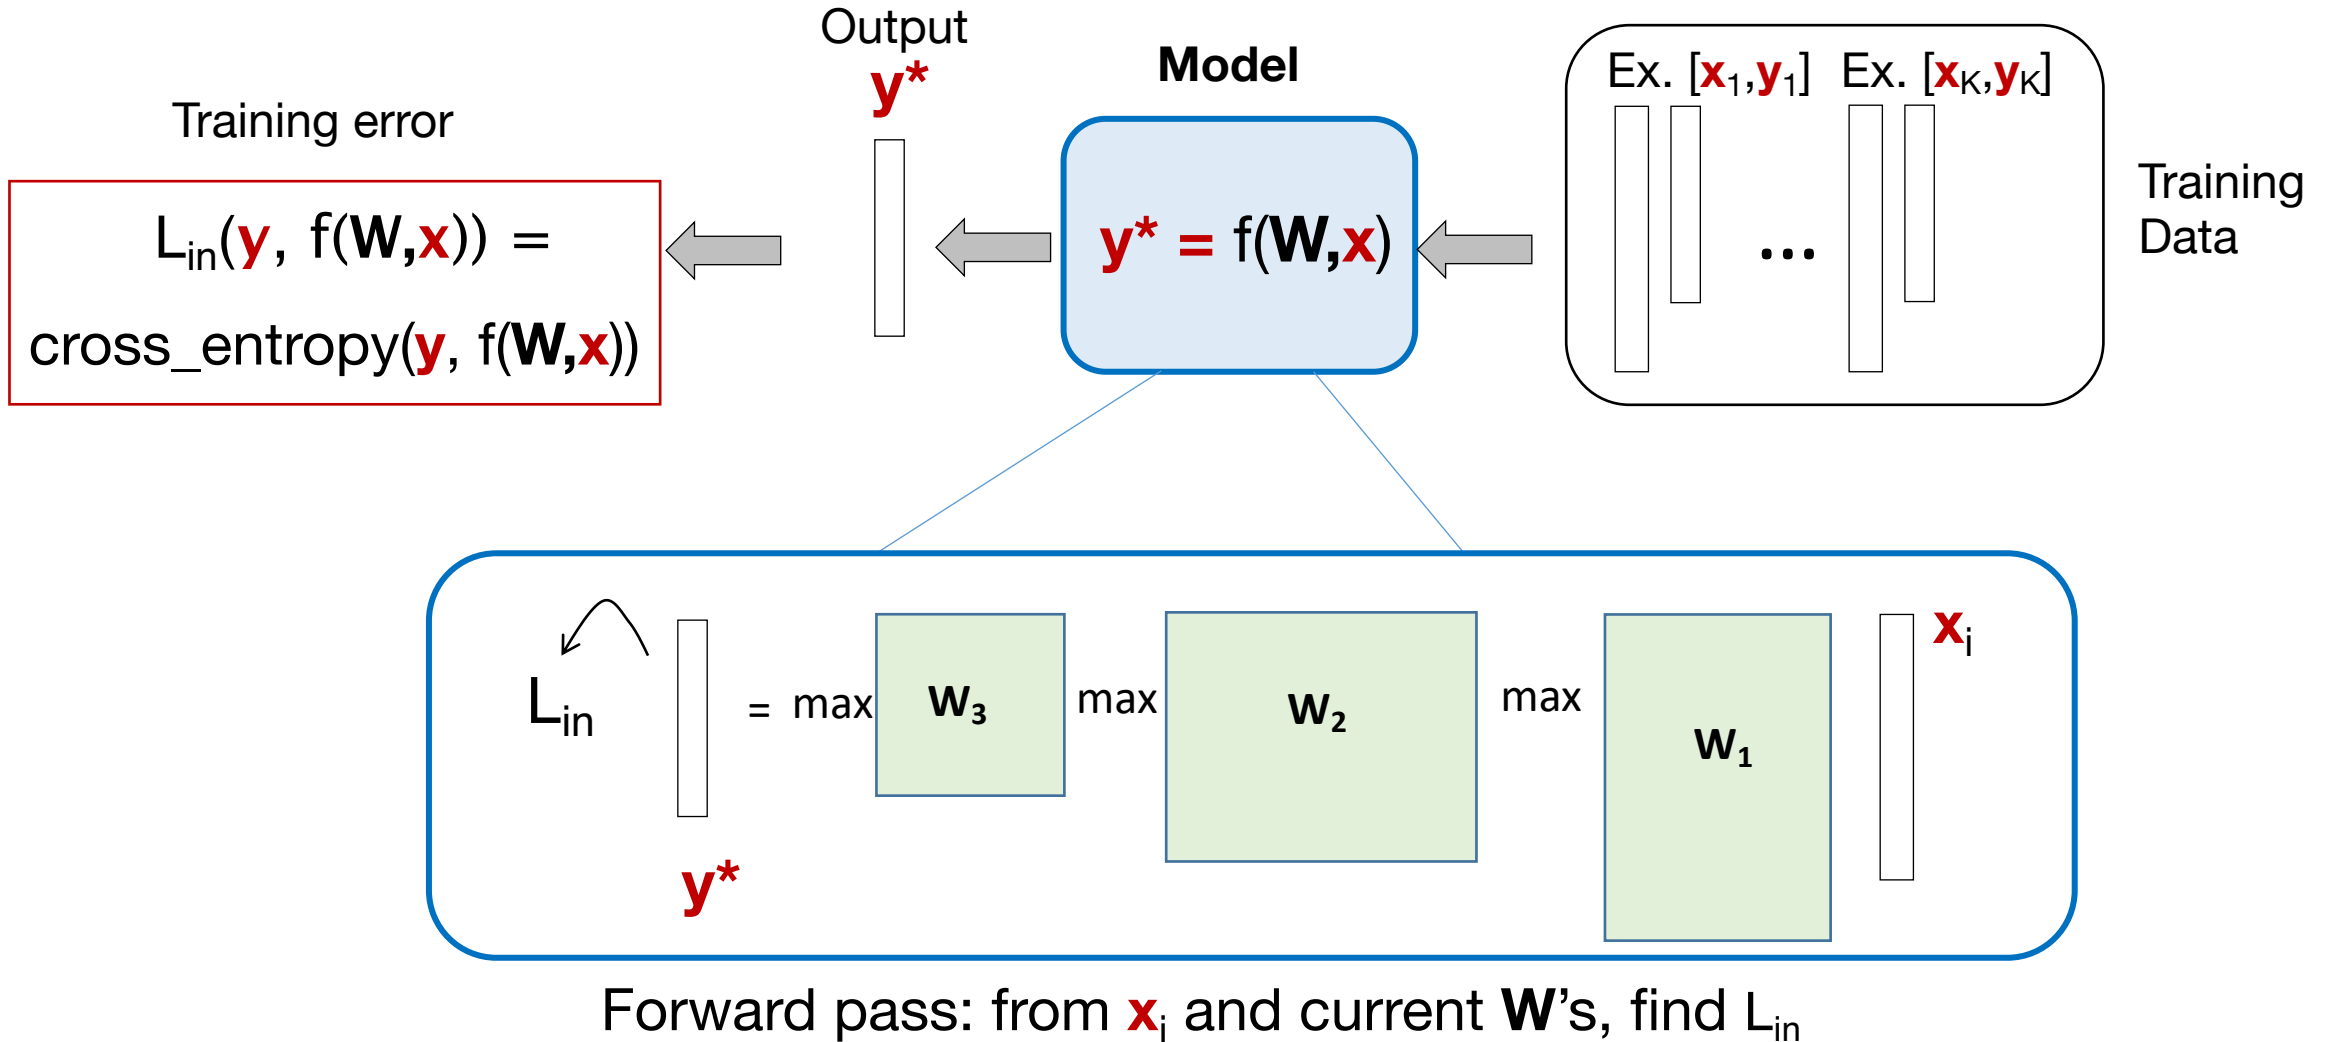 Output
y*
Model
Ex. [x1,y1] Ex. [xK,yK]
Training error
Training
Data
Lin(y, f(W,x)) =
cross_entropy(y, f(W,x))
y* = f(W,x)
...
Lin
= max W3 max W2 max W1
xi
y*
Forward pass: from xi and current W's, find Lin